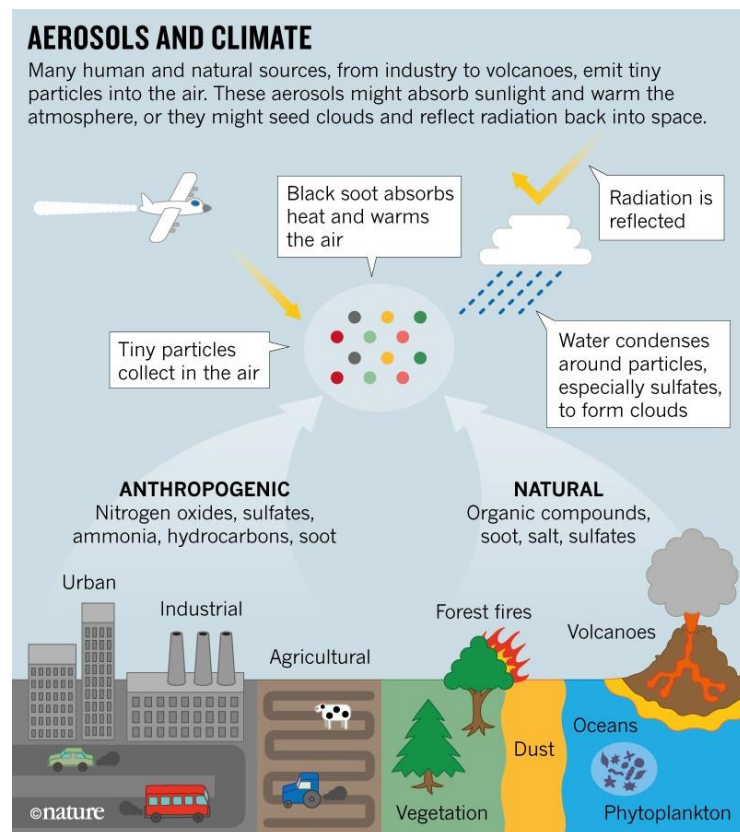 AEROSOLS AND CLIMATE
Many human and natural sources, from industry to volcanoes, emit tiny
particles into the air. These aerosols might absorb sunlight and warm the
atmosphere, or they might seed clouds and reflect radiation back into space.
Black soot absorbs
heat and warms
the air
Radiation is
reflected
Tiny particles
collect in the air
Water condenses
around particles,
especially sulfates,
to form clouds
ANTHROPOGENIC
Nitrogen oxides, sulfates,
ammonia, hydrocarbons, soot
NATURAL
Organic compounds,
soot, salt, sulfates
Urban
Industrial
Agricultural
Forest fires
Volcanoes
Oceans
Dust
Vegetation
Phytoplankton
©nature